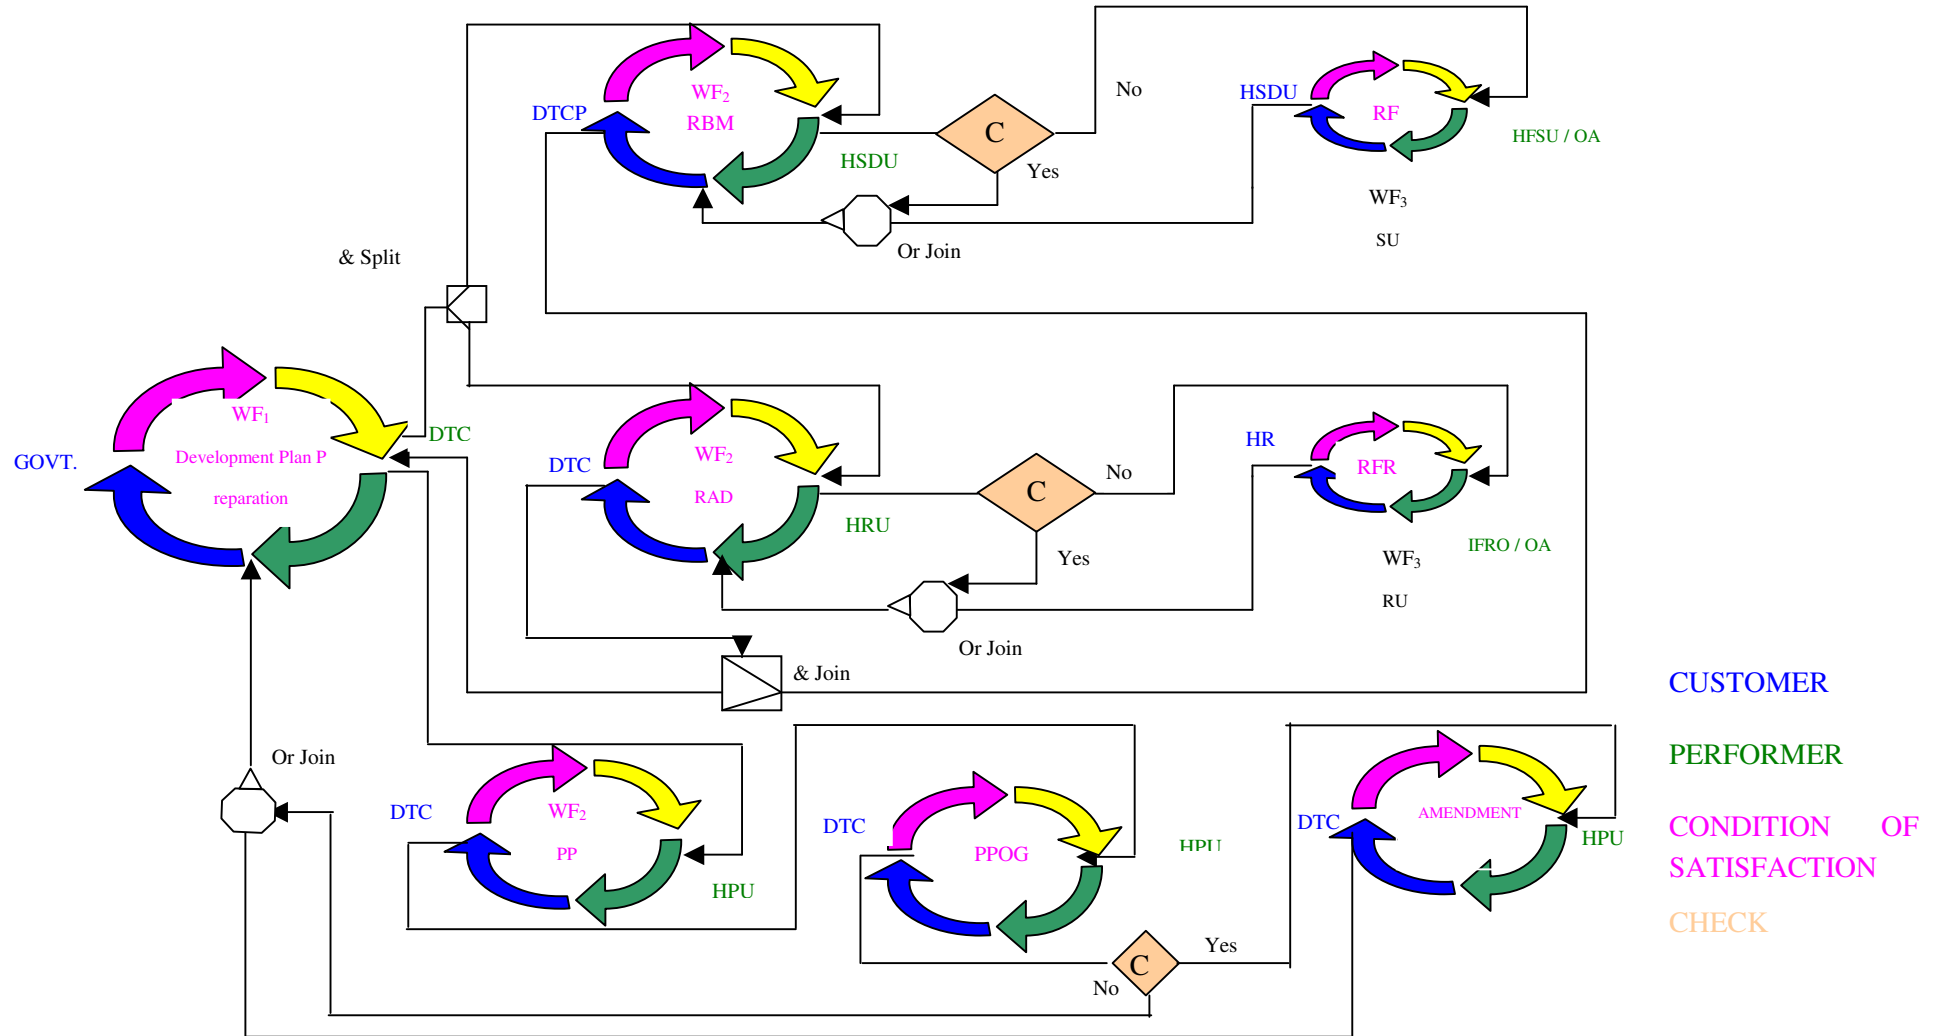 No
WF2
RBM
DTCP
C
HSDU
RF
HSDU
HFSU / OA
Yes
WF3
SU
Or Join
& Split
WF1
Development Plan P
reparation
GOVT.
DTC
WF2
RAD
DTC
C
No
HR
RFR
HRU
IFRO / OA
Yes
WF3
RU
Or Join
& Join
CUSTOMER
PERFORMER
CONDITION OF
SATISFACTION
CHECK
Or Join
DTC
WF2
PP
HPU
DTC
PPOG
HPU
DTC
AMENDMENT
HPU
C
Yes
No